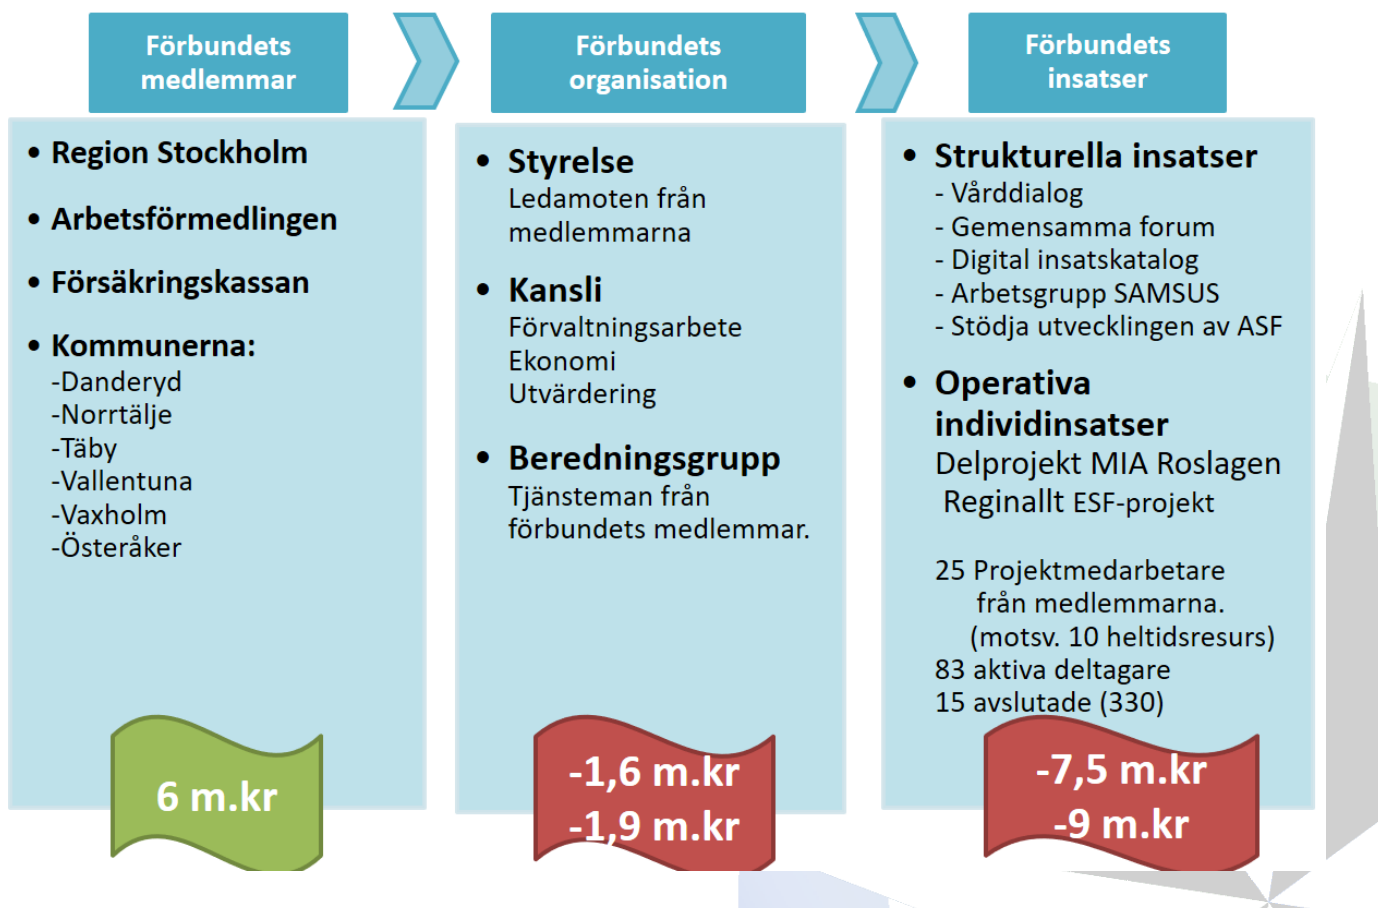 Förbundets
medlemmar
Förbundets
organisation
Förbundets
insatser
• Region Stockholm
• Arbetsförmedlingen
• Försäkringskassan
• Kommunerna:
-Danderyd
-Norrtälje
-Täby
-Vallentuna
-Vaxholm
-Österåker
6 m.kr
• Styrelse
Ledamoten från
medlemmarna
• Kansli
Förvaltningsarbete
Ekonomi
Utvärdering
• Beredningsgrupp
Tjänsteman från
förbundets medlemmar.
-1,6 m.kr
-1,9 m.kr
• Strukturella insatser
- Vårddialog
- Gemensamma forum
- Digital insatskatalog
- Arbetsgrupp SAMSUS
- Stödja utvecklingen av ASF
• Operativa
individinsatser
Delprojekt MIA Roslagen
Reginallt ESF-projekt
25 Projektmedarbetare
från medlemmarna.
(motsv. 10 heltidsresurs)
83 aktiva deltagare
15 avslutade (330)
-7,5 m.kr
-9 m.kr